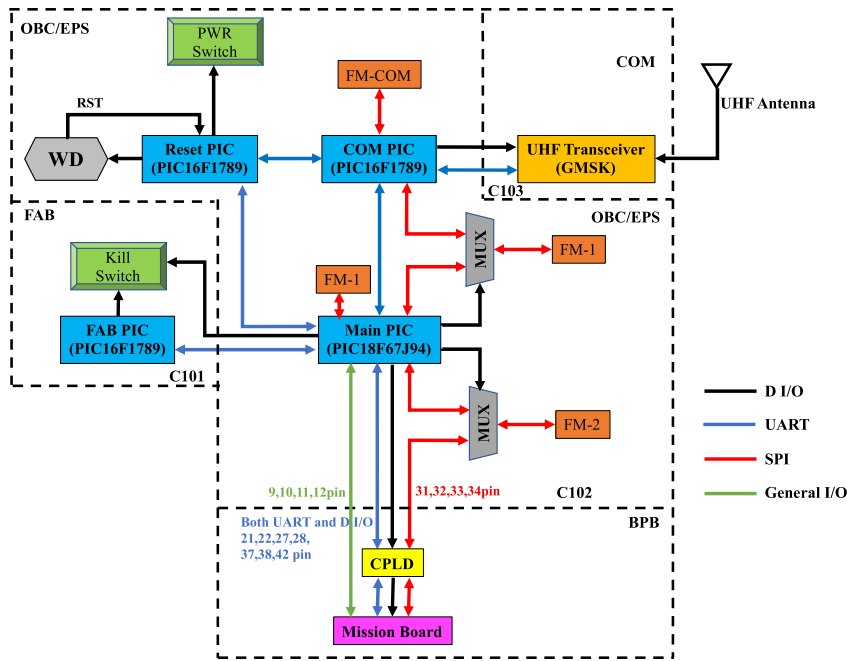 OBC/EPS
PWR
Switch
FM-COM
COM
UHF Antenna
RST
WD
Reset PIC
(PIC16F1789)
COM PIC
(PIC16F1789)
UHF Transceiver
(GMSK)
C103
FAB
OBC/EPS
Kill
Switch
MUX
FM-1
FM-1
FAB PIC
(PIC16F1789)
Main PIC
(PIC18F67J94)
C101
MUX
FM-2
D I/O
UART
SPI
General I/O
9,10,11,12pin
31,32,33,34pin
C102
Both UART and D I/O
21,22,27,28,
37,38,42 pin
BPB
CPLD
Mission Board